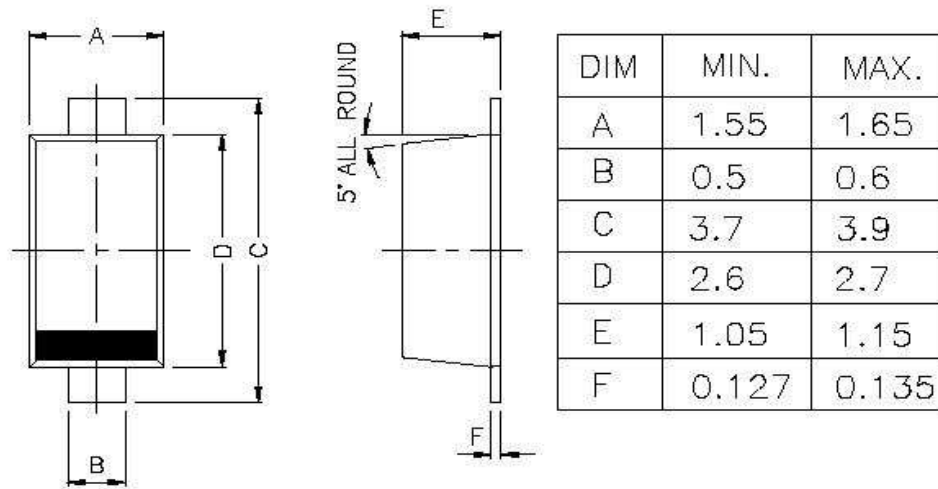 A
B
C
D
E
F
5° ALL ROUND
DIM MIN. MAX.
A 1.55 1.65
B 0.5 0.6
C 3.7 3.9
D 2.6 2.7
E 1.05 1.15
F 0.127 0.135